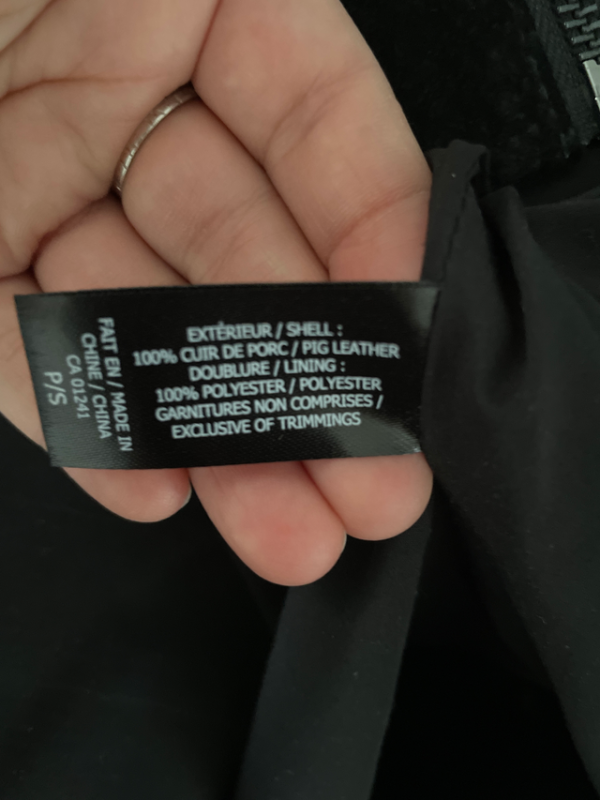 EXTÉRIEUR / SHELL :
100% CUIR DE PORC / PIG LEATHER
DOUBLURE / LINING :
100% POLYESTER / POLYESTER
GARNITURES NON COMPRISES /
EXCLUSIVE OF TRIMMINGS
FAIT EN / MADE IN
CHINE / CHINA
CA 01241
P/S